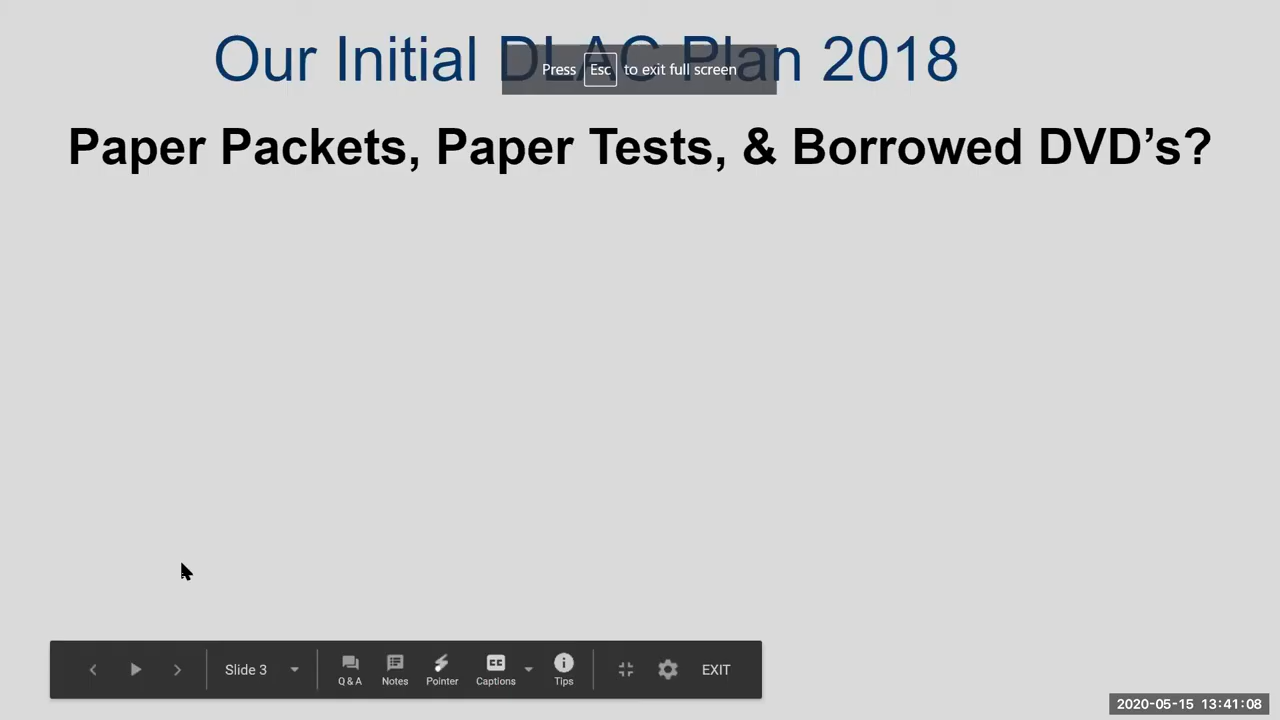 Our Initial DLAC Plan 2018
Press Esc to exit full screen
Paper Packets, Paper Tests, & Borrowed DVD’s?
Slide 3
Q & A
Notes
Pointer
CC
Captions
Tips
EXIT
2020-05-15 13:41:08